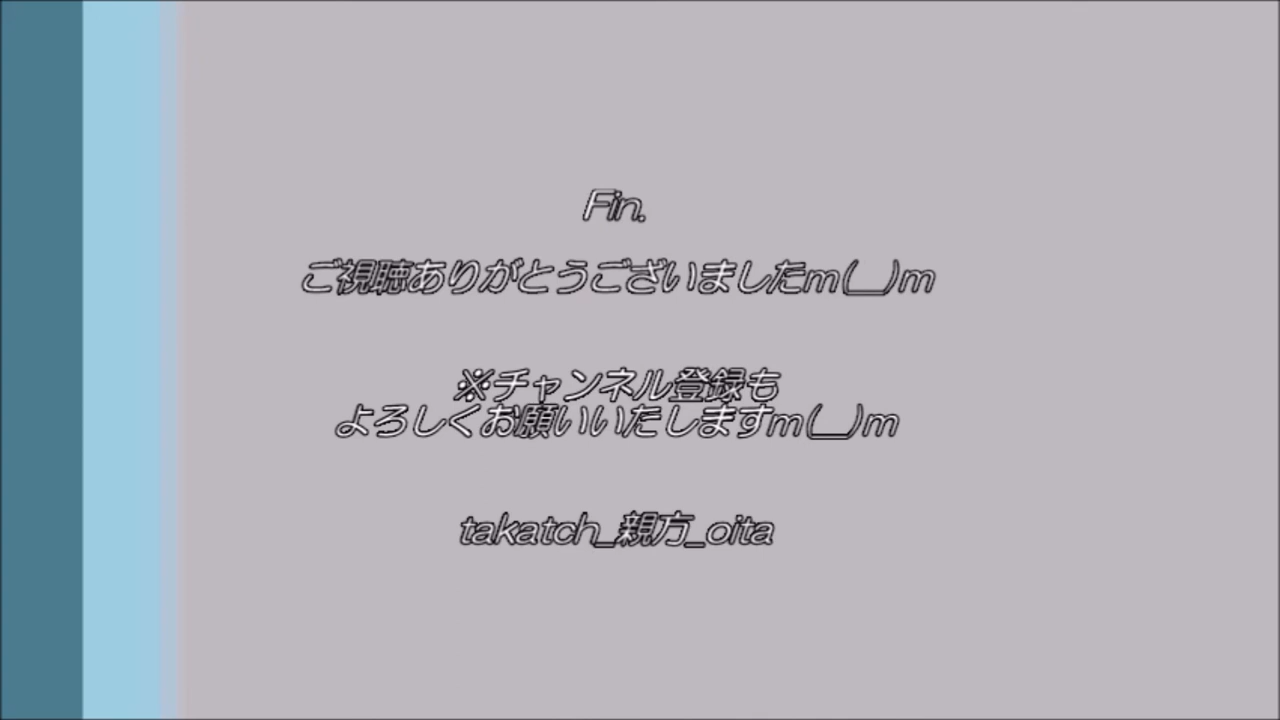 Fin.
ご視聴ありがとうございましたm(__)m
※チャンネル登録も
よろしくお願いいたしますm(__)m
takatch_親方_oita